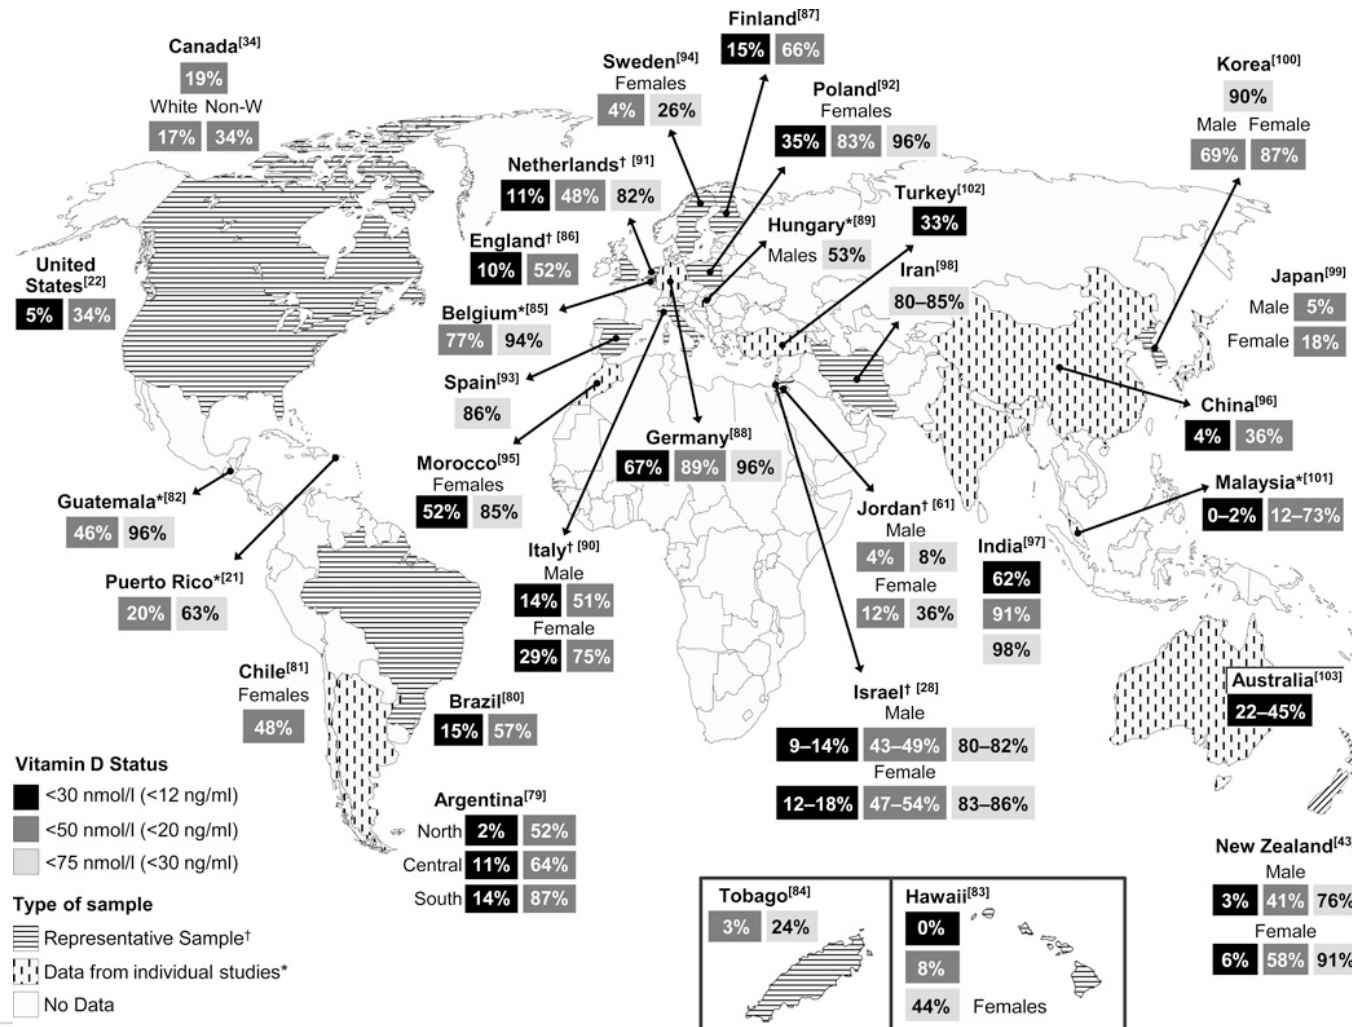 Canada[34]
19%
White Non-W
17% 34%
United
States[22]
5% 34%
Guatemala*[82]
46% 96%
Puerto Rico*[21]
20% 63%
Chile[81]
Females
48%
Brazil[80]
15% 57%
Argentina[79]
North 2% 52%
Central 11% 64%
South 14% 87%
Finland[87]
15% 66%
Sweden[94]
Females
4% 26%
Poland[92]
Females
35% 83% 96%
Netherlands† [91]
11% 48% 82%
England† [86]
10% 52%
Belgium*[85]
77% 94%
Spain[93]
86%
Morocco[95]
Females
52% 85%
Italy† [90]
Male
14% 51%
Female
29% 75%
Germany[88]
67% 89% 96%
Hungary*[89]
Males 53%
Turkey[102]
33%
Iran[98]
80–85%
Jordan† [61]
Male
4% 8%
Female
12% 36%
Israel† [28]
Male
9–14% 43–49% 80–82%
Female
12–18% 47–54% 83–86%
India[97]
62%
91%
98%
Korea[100]
90%
Male Female
69% 87%
Japan[99]
Male 5%
Female 18%
China[96]
4% 36%
Malaysia*[101]
0–2% 12–73%
Australia[103]
22–45%
New Zealand[43]
Male
3% 41% 76%
Female
6% 58% 91%
Tobago[84]
3% 24%
Hawaii[83]
0%
8%
44% Females
Vitamin D Status
<30 nmol/l (<12 ng/ml)
<50 nmol/l (<20 ng/ml)
<75 nmol/l (<30 ng/ml)
Type of sample
Representative Sample†
Data from individual studies*
No Data